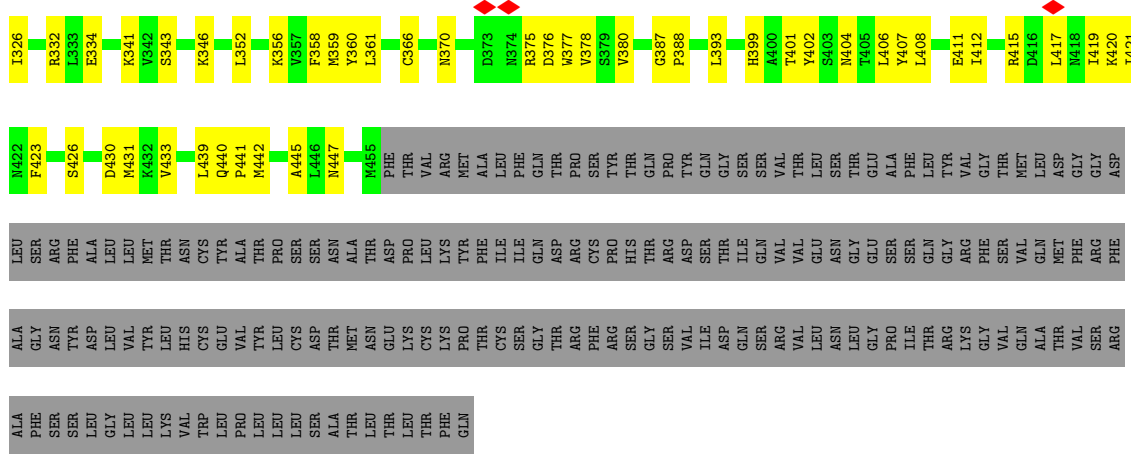 I326 R332 L333 E334 K341 V342 S343 K346 L352 K356 V357 F358 M359 Y360 L361 C366 N370 D373 N374 R375 D376 W377 V378 S379 V380 G387 P388 L393 H399 A400 T401 Y402 S403 N404 T405 L406 Y407 L408 E411 I412 R415 D416 L417 N418 I419 K420 I421
N422 F423 S426 D430 M431 K432 V433 L439 Q440 P441 M442 A445 L446 N447 M455 PHE THR VAL ARG MET ALA LEU PHE GLN THR PRO SER TYR THR GLN PRO TYR GLN GLY SER SER VAL THR LEU SER THR GLU ALA PHE LEU TYR VAL GLY THR MET LEU ASP GLY GLY ASP
LEU SER ARG PHE ALA LEU LEU MET THR ASN CYS TYR ALA THR PRO SER SER ASN ALA THR ASP PRO LEU LYS TYR PHE ILE ILE GLN ASP ARG CYS PRO HIS THR ARG ASP SER THR ILE GLN VAL VAL GLU ASN GLY GLU SER SER GLN GLY ARG PHE SER VAL GLN MET PHE ARG PHE
ALA GLY ASN TYR ASP LEU VAL TYR LEU HIS CYS GLU VAL TYR LEU CYS ASP THR MET ASN GLU LYS CYS LYS PRO THR CYS SER GLY THR ARG PHE ARG SER GLY SER VAL ILE ASP GLN SER ARG VAL LEU ASN LEU GLY PRO ILE THR ARG LYS GLY VAL GLN ALA THR VAL SER ARG
ALA PHE SER SER LEU GLY LEU LEU LYS VAL TRP LEU PRO LEU LEU LEU SER ALA THR LEU THR LEU THR PHE GLN